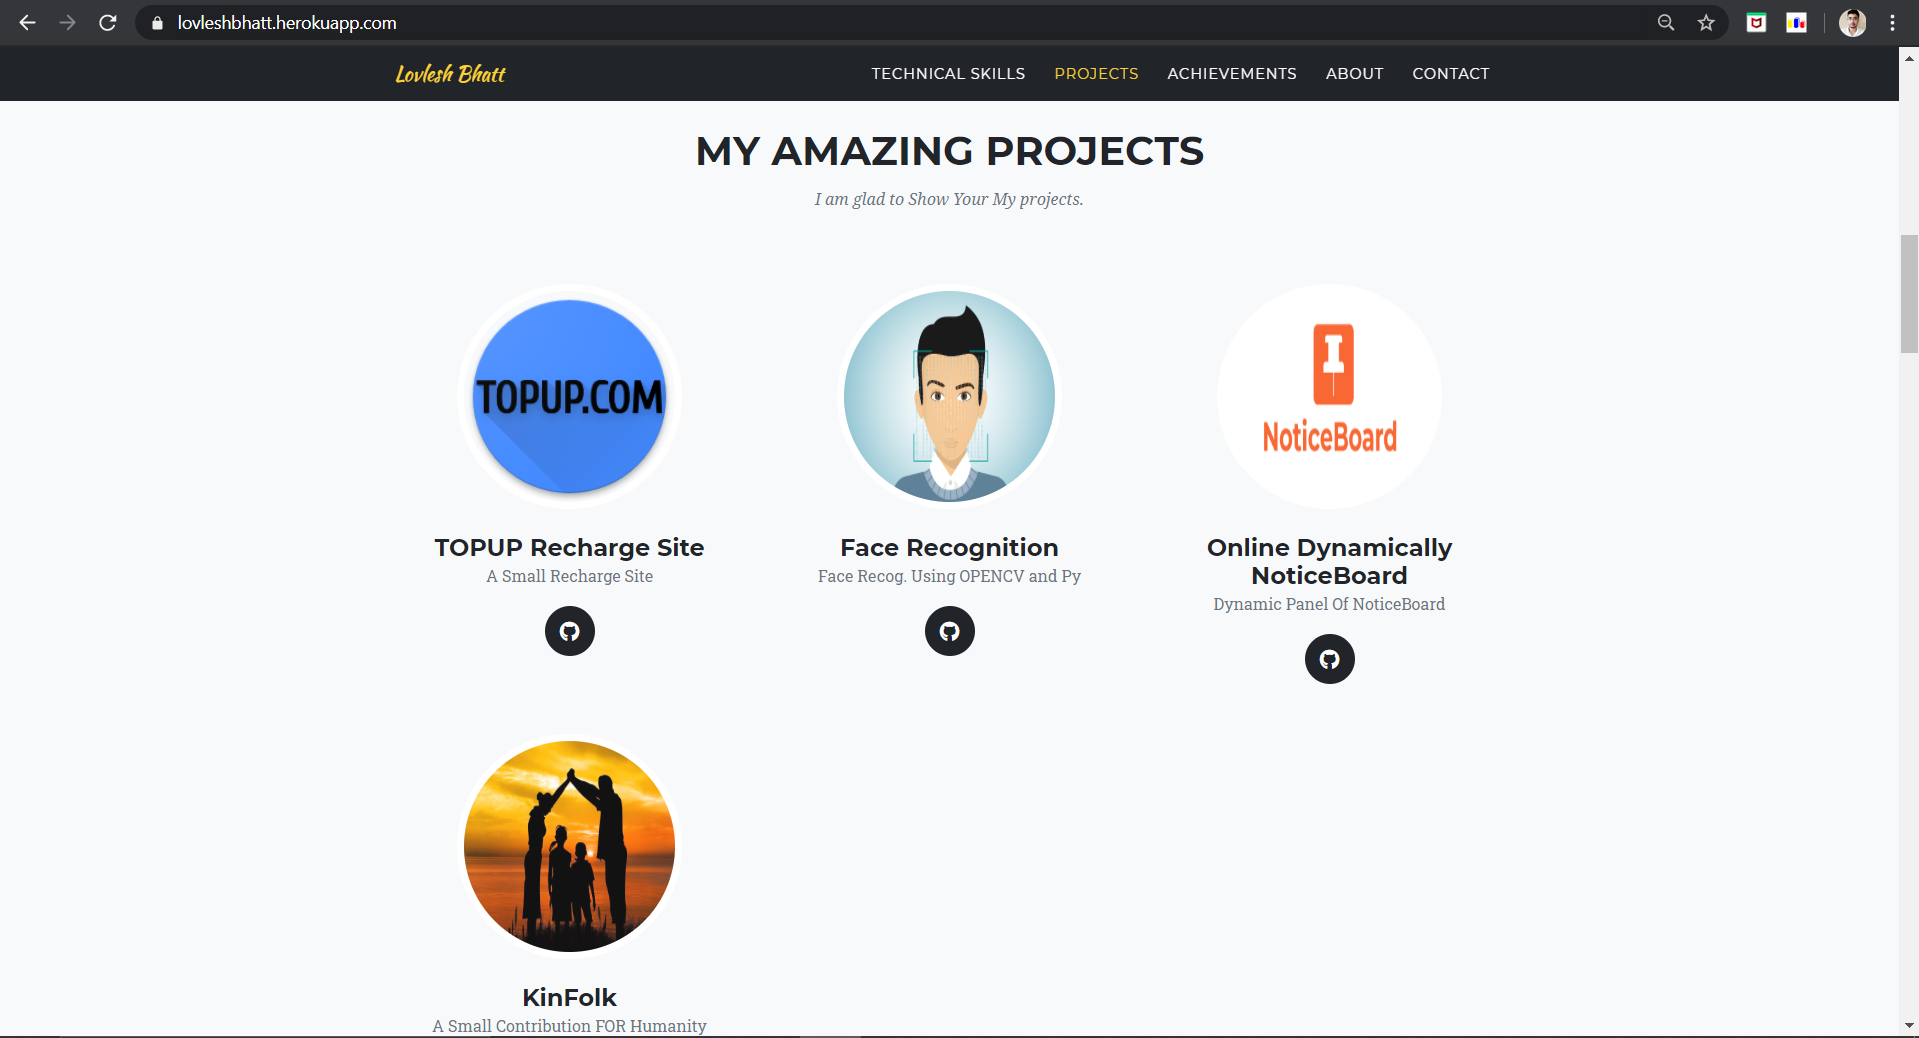 lovleshbhatt.herokuapp.com
Lovlesh Bhatt
TECHNICAL SKILLS PROJECTS ACHIEVEMENTS ABOUT CONTACT
MY AMAZING PROJECTS
I am glad to Show Your My projects.
TOPUP.COM
I
NoticeBoard
TOPUP Recharge Site
A Small Recharge Site
Face Recognition
Face Recog. Using OPENCV and Py
Online Dynamically
NoticeBoard
Dynamic Panel Of NoticeBoard
KinFolk
A Small Contribution FOR Humanity